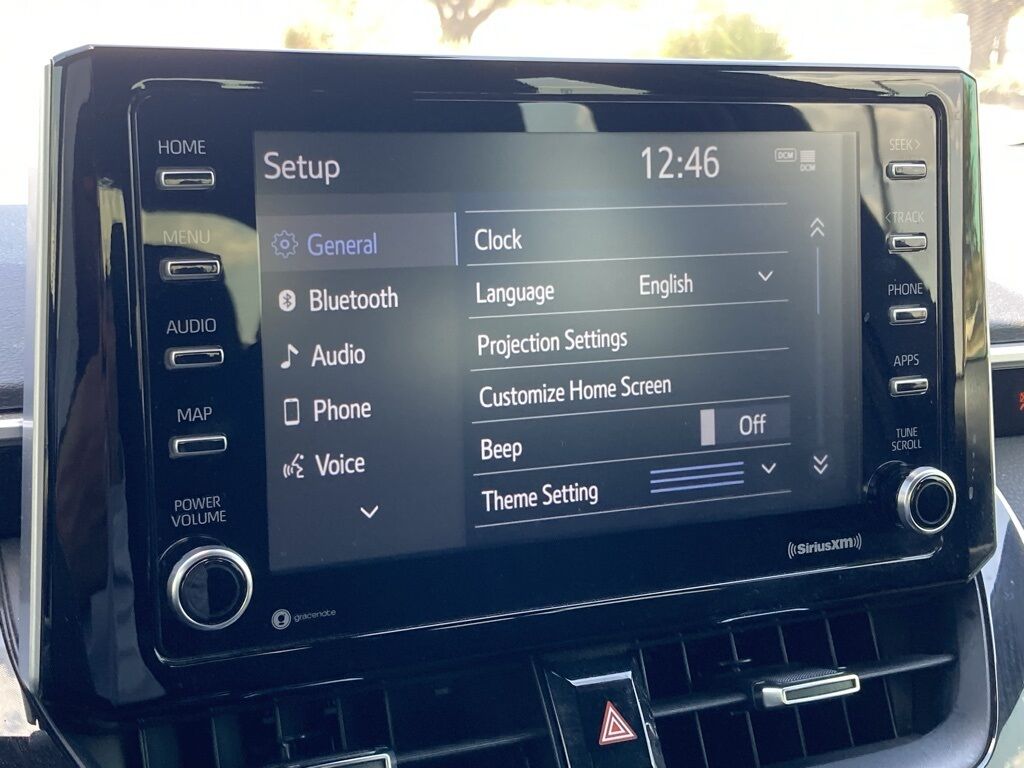 HOME
MENU
AUDIO
MAP
POWER
VOLUME
Setup
12:46
DCM
DCM
General
Bluetooth
Audio
Phone
Voice
Clock
Language English
Projection Settings
Customize Home Screen
Beep Off
Theme Setting
SEEK >
< TRACK
PHONE
APPS
TUNE
SCROLL
gracenote
((SiriusXM))